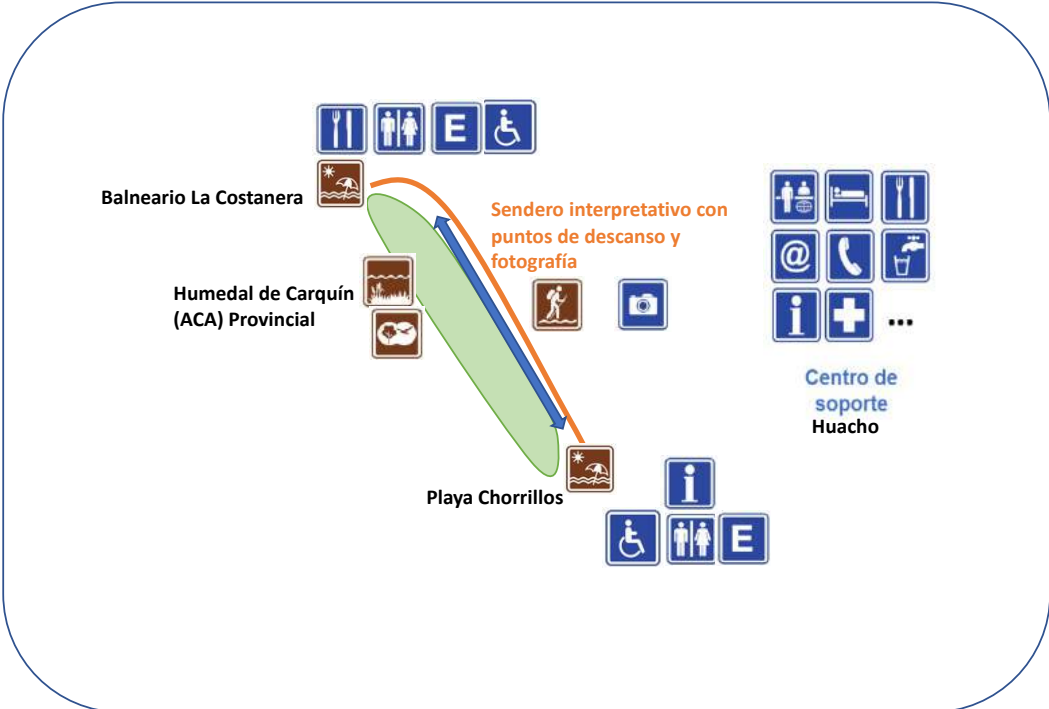 E
Balneario La Costanera
Sendero interpretativo con
puntos de descanso y
fotografía
Humedal de Carquín
(ACA) Provincial
@
i
...
Centro de
soporte
Huacho
Playa Chorrillos
i
E